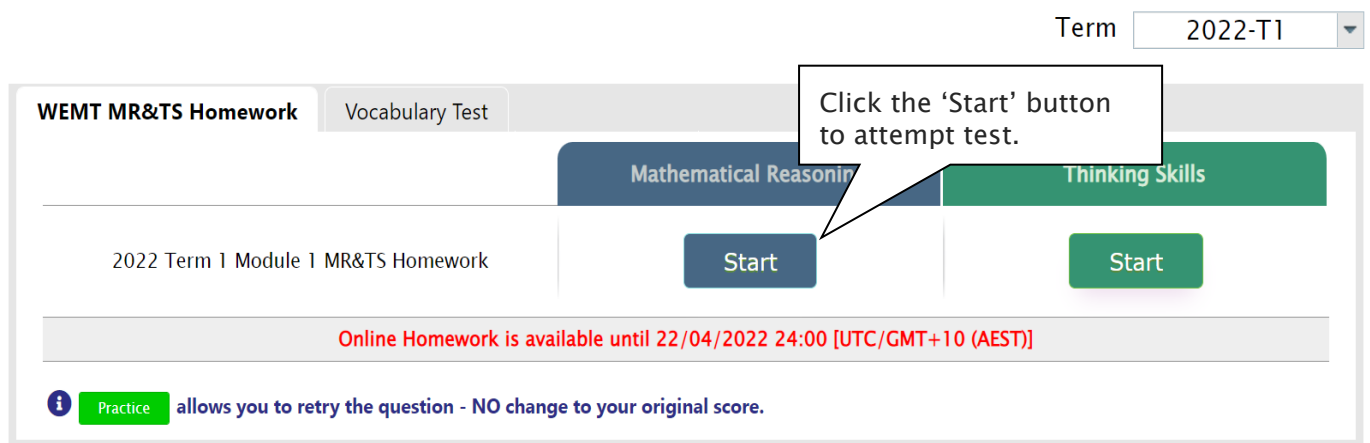 Term 2022-T1
WEMT MR&TS Homework Vocabulary Test
Click the ‘Start’ button
to attempt test.
Mathematical Reasonin Thinking Skills
2022 Term 1 Module 1 MR&TS Homework Start Start
Online Homework is available until 22/04/2022 24:00 [UTC/GMT+10 (AEST)]
i Practice allows you to retry the question - NO change to your original score.